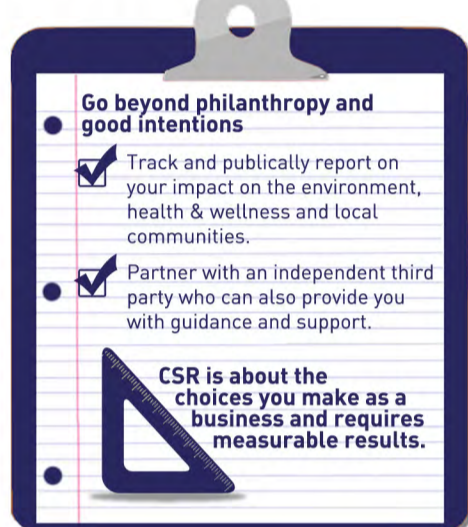 Go beyond philanthropy and
good intentions
Track and publically report on
your impact on the environment,
health & wellness and local
communities.
Partner with an independent third
party who can also provide you
with guidance and support.
CSR is about the
choices you make as a
business and requires
measurable results.